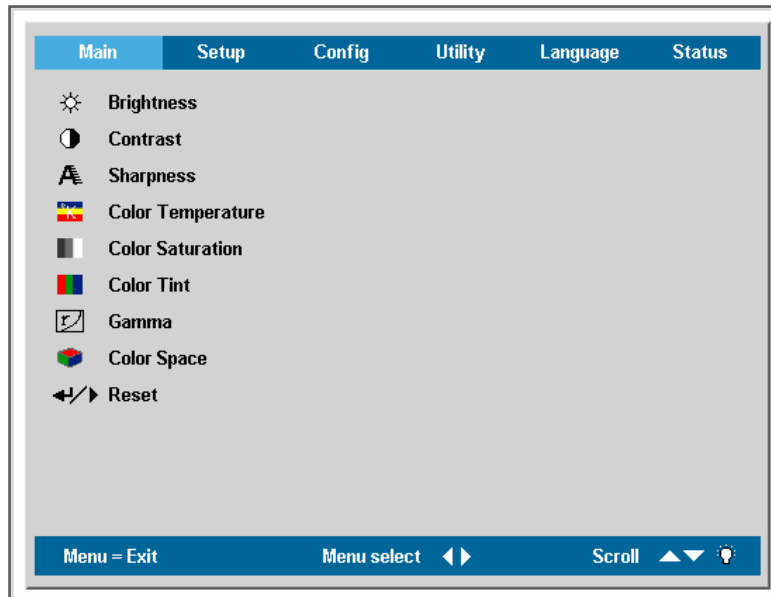 Main Setup Config Utility Language Status
Brightness
Contrast
Sharpness
Color Temperature
Color Saturation
Color Tint
Gamma
Color Space
Reset
Menu = Exit Menu select Scroll